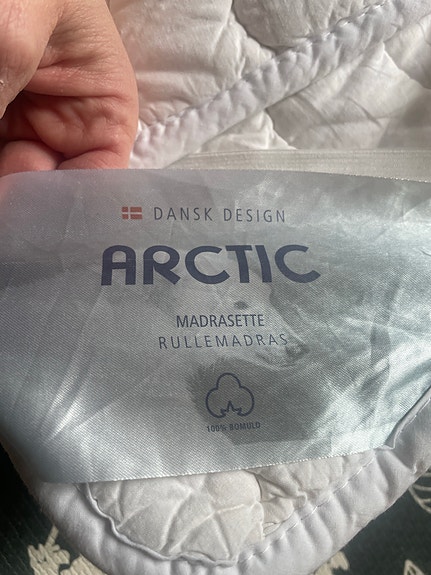 DANSK DESIGN
ARCTIC
MADRASETTE
RULLEMADRAS
100% BOMULD